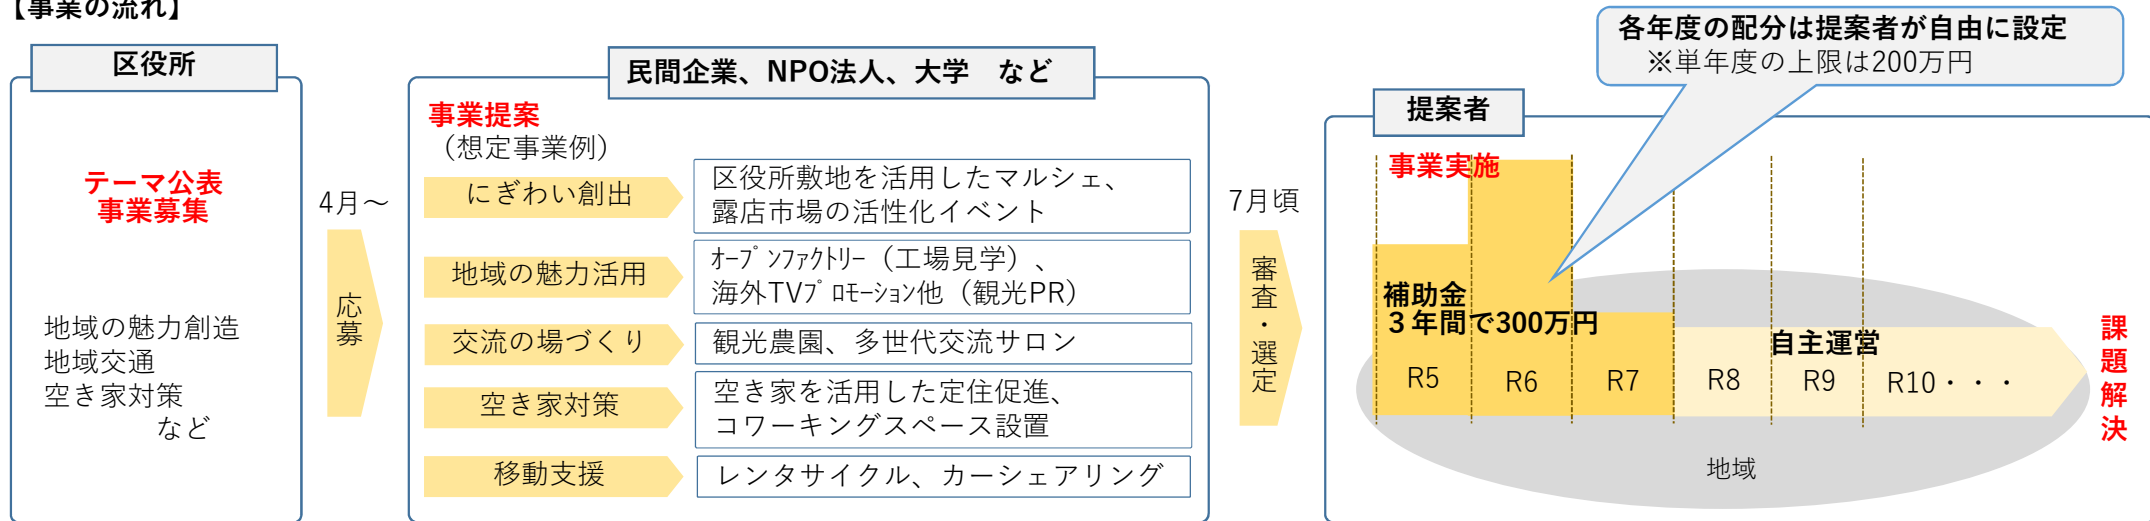 【事業の流れ】
区役所
テーマ公表
事業募集
地域の魅力創造
地域交通
空き家対策
など
4月～
応募
民間企業、NPO法人、大学　など
事業提案
（想定事業例）
にぎわい創出
区役所敷地を活用したマルシェ、
露店市場の活性化イベント
地域の魅力活用
ｵｰﾌﾟﾝﾌｧｸﾄﾘｰ（工場見学）、
海外TVﾌﾟﾛﾓｰｼｮﾝ他（観光PR）
交流の場づくり
観光農園、多世代交流サロン
空き家対策
空き家を活用した定住促進、
コワーキングスペース設置
移動支援
レンタサイクル、カーシェアリング
7月頃
審査・選定
各年度の配分は提案者が自由に設定
※単年度の上限は200万円
提案者
事業実施
補助金
３年間で300万円
自主運営
R5
R6
R7
R8
R9
R10・・・
地域
課題解決